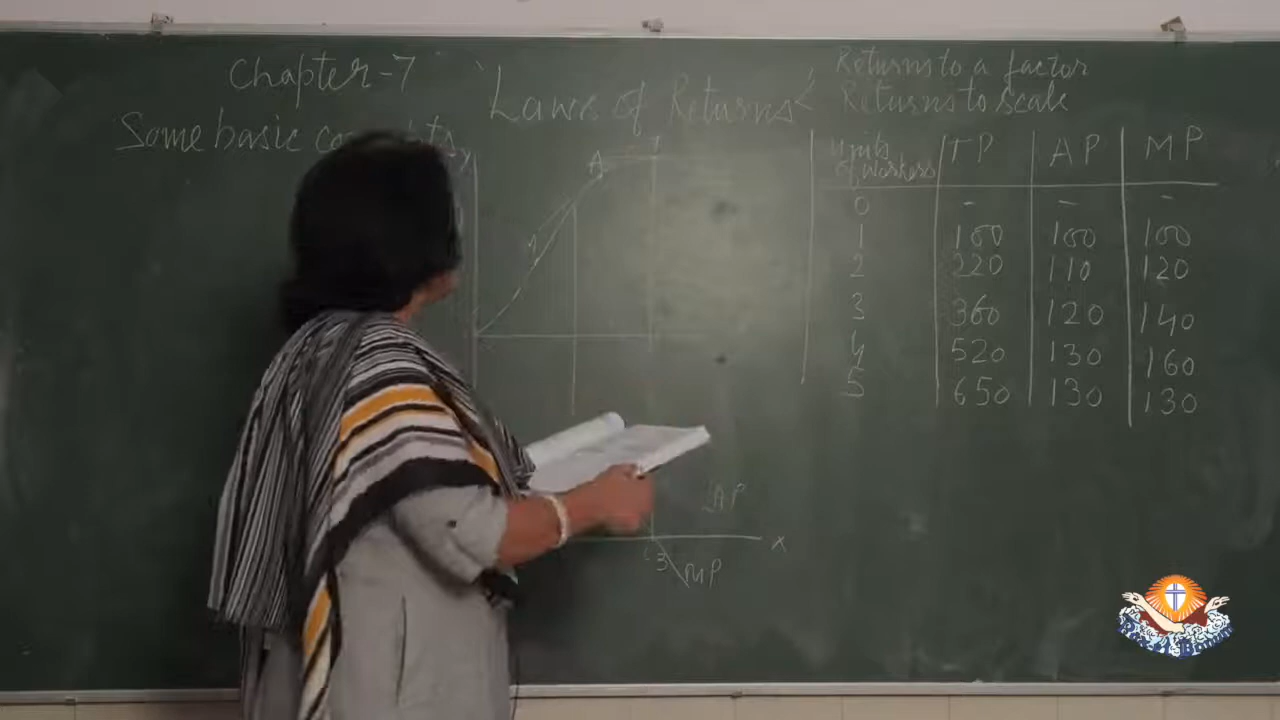 Chapter-7
'Laws of Returns'
Returns to a factor
Returns to scale
Some basic
Units of workers TP AP MP
0 - - -
1 100 100 100
2 220 110 120
3 360 120 140
4 520 130 160
5 650 130 130
y
A
AP
x
3
MP